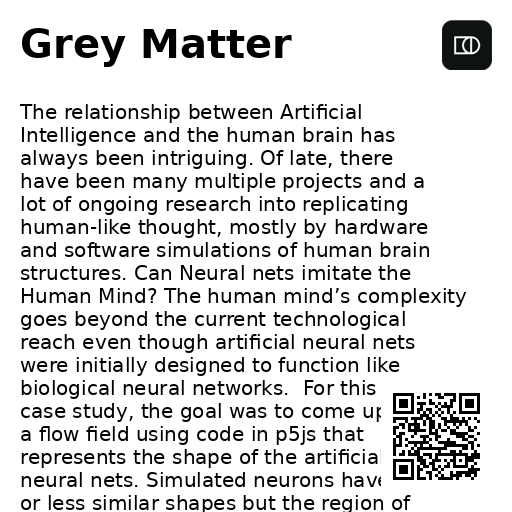 Grey Matter
The relationship between Artificial
Intelligence and the human brain has
always been intriguing. Of late, there
have been many multiple projects and a
lot of ongoing research into replicating
human-like thought, mostly by hardware
and software simulations of human brain
structures. Can Neural nets imitate the
Human Mind? The human mind’s complexity
goes beyond the current technological
reach even though artificial neural nets
were initially designed to function like
biological neural networks.  For this
case study, the goal was to come up
a flow field using code in p5js that
represents the shape of the artificial
neural nets. Simulated neurons have
or less similar shapes but the region of